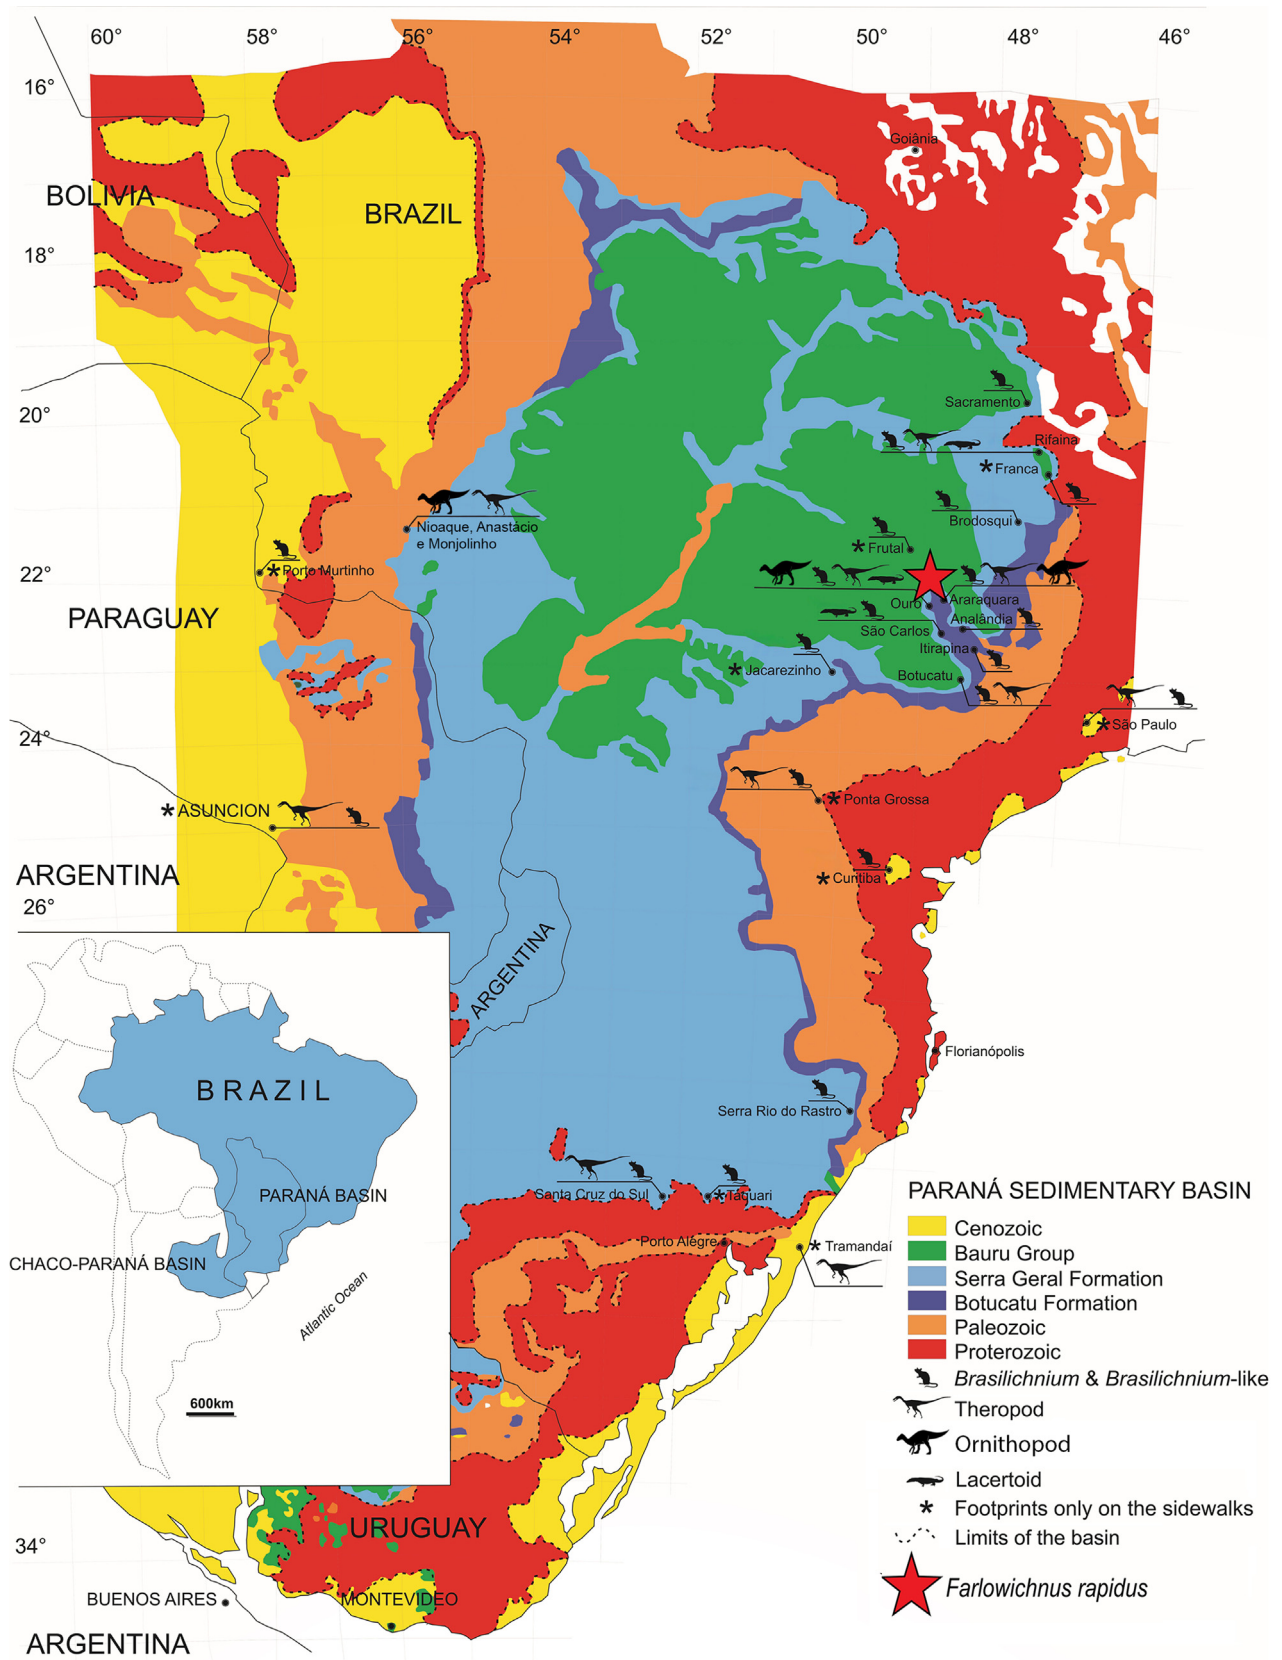 60°
58°
56°
54°
52°
50°
48°
46°
16°
Goiânia
BOLIVIA
BRAZIL
18°
Sacramento
20°
Rifaina
* Franca
Nioaque, Anastácio
e Monjolinho
Brodosqui
* Frutal
22°
* Porto Murtinho
PARAGUAY
Ouro
Araraquara
Analândia
São Carlos
Itirapina
* Jacarezinho
Botucatu
24°
* São Paulo
* ASUNCION
* Ponta Grossa
ARGENTINA
* Curitiba
26°
ARGENTINA
Florianópolis
BRAZIL
Serra Rio do Rastro
PARANÁ BASIN
Santa Cruz do Sul
* Taquari
CHACO-PARANÁ BASIN
Porto Alegre
* Tramandaí
Atlantic Ocean
600km
PARANÁ SEDIMENTARY BASIN
Cenozoic
Bauru Group
Serra Geral Formation
Botucatu Formation
Paleozoic
Proterozoic
Brasilichnium & Brasilichnium-like
Theropod
Ornithopod
Lacertoid
* Footprints only on the sidewalks
Limits of the basin
Farlowichnus rapidus
URUGUAY
34°
BUENOS AIRES
MONTEVIDEO
ARGENTINA